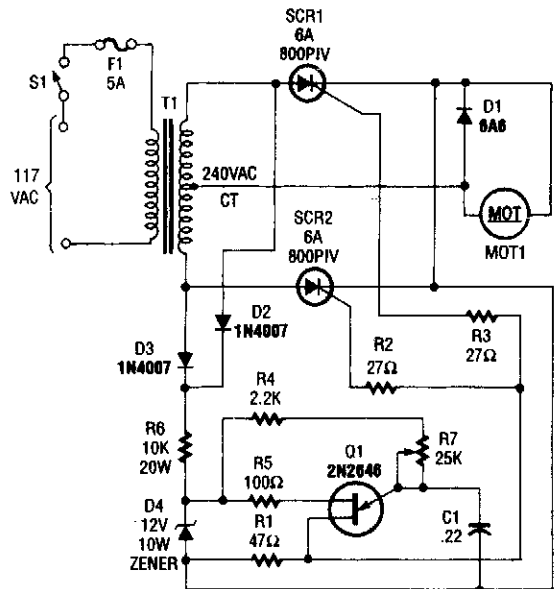 SCR1
6A
800PIV
S1
F1
5A
T1
D1
6A6
117
VAC
240VAC
CT
MOT
MOT1
SCR2
6A
800PIV
D2
1N4007
D3
1N4007
R3
27Ω
R2
27Ω
R4
2.2K
R6
10K
20W
Q1
2N2646
R7
25K
R5
100Ω
D4
12V
10W
ZENER
R1
47Ω
C1
.22